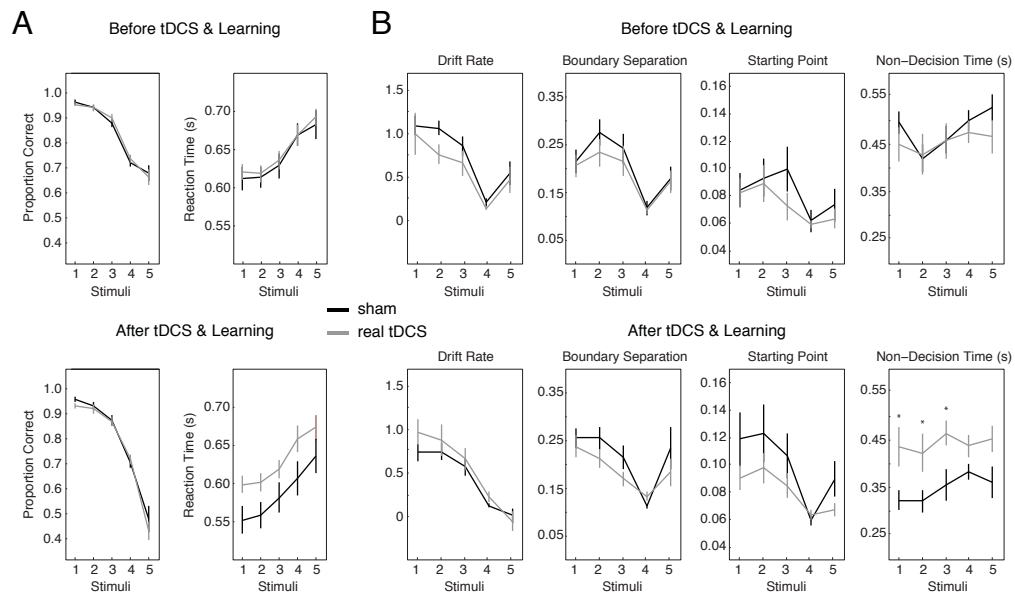 A
Before tDCS & Learning
Proportion Correct
1.0
0.9
0.8
0.7
0.6
0.5
0.4
1 2 3 4 5
Stimuli
Reaction Time (s)
0.70
0.65
0.60
0.55
1 2 3 4 5
Stimuli
B
Before tDCS & Learning
Drift Rate
1.5
1.0
0.5
0
1 2 3 4 5
Stimuli
Boundary Separation
0.35
0.25
0.15
0.05
1 2 3 4 5
Stimuli
Starting Point
0.16
0.14
0.12
0.10
0.08
0.06
0.04
1 2 3 4 5
Stimuli
Non-Decision Time (s)
0.55
0.45
0.35
0.25
1 2 3 4 5
Stimuli
sham
real tDCS
After tDCS & Learning
Proportion Correct
1.0
0.9
0.8
0.7
0.6
0.5
0.4
1 2 3 4 5
Stimuli
Reaction Time (s)
0.70
0.65
0.60
0.55
1 2 3 4 5
Stimuli
After tDCS & Learning
Drift Rate
1.5
1.0
0.5
0
1 2 3 4 5
Stimuli
Boundary Separation
0.35
0.25
0.15
0.05
1 2 3 4 5
Stimuli
Starting Point
0.16
0.14
0.12
0.10
0.08
0.06
0.04
1 2 3 4 5
Stimuli
Non-Decision Time (s)
0.55
0.45
0.35
0.25
* * *
1 2 3 4 5
Stimuli